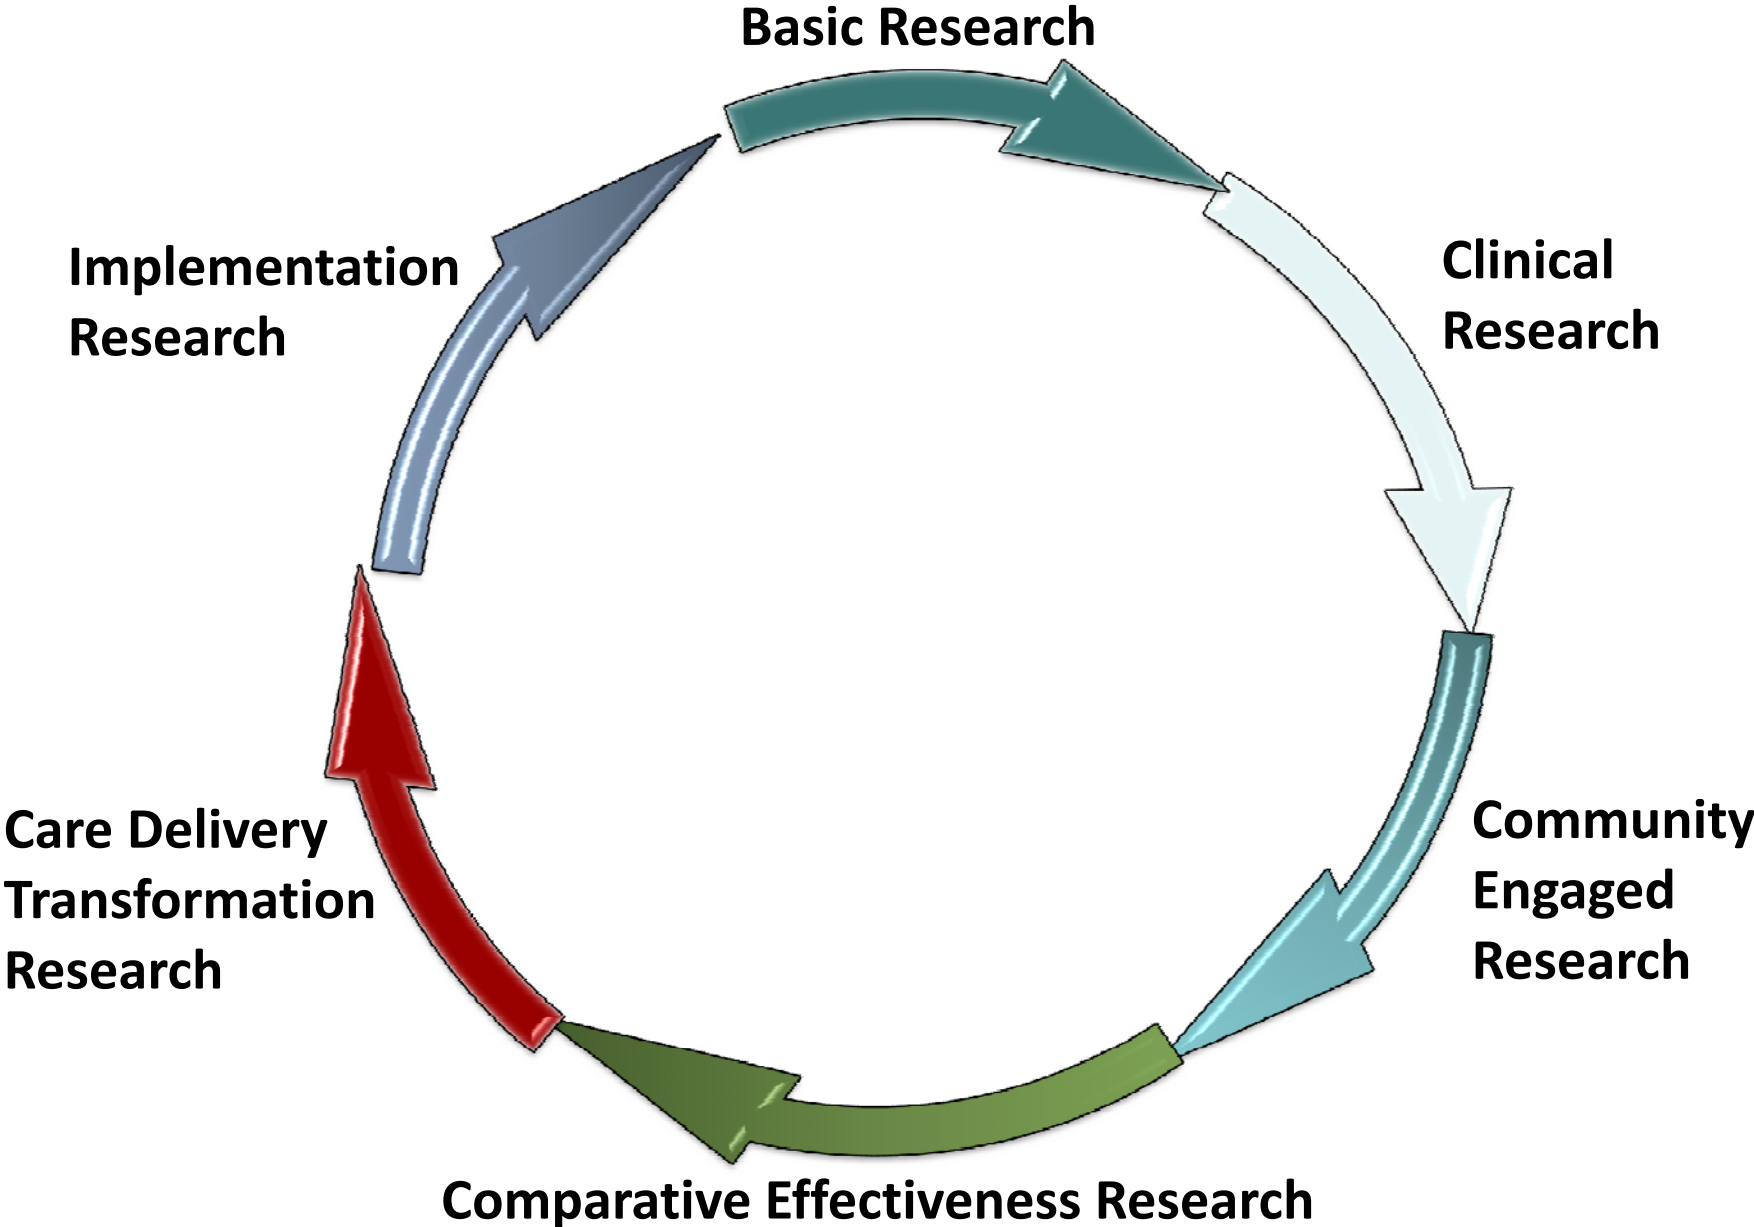 Basic Research
Clinical
Research
Community
Engaged
Research
Comparative Effectiveness Research
Care Delivery
Transformation
Research
Implementation
Research